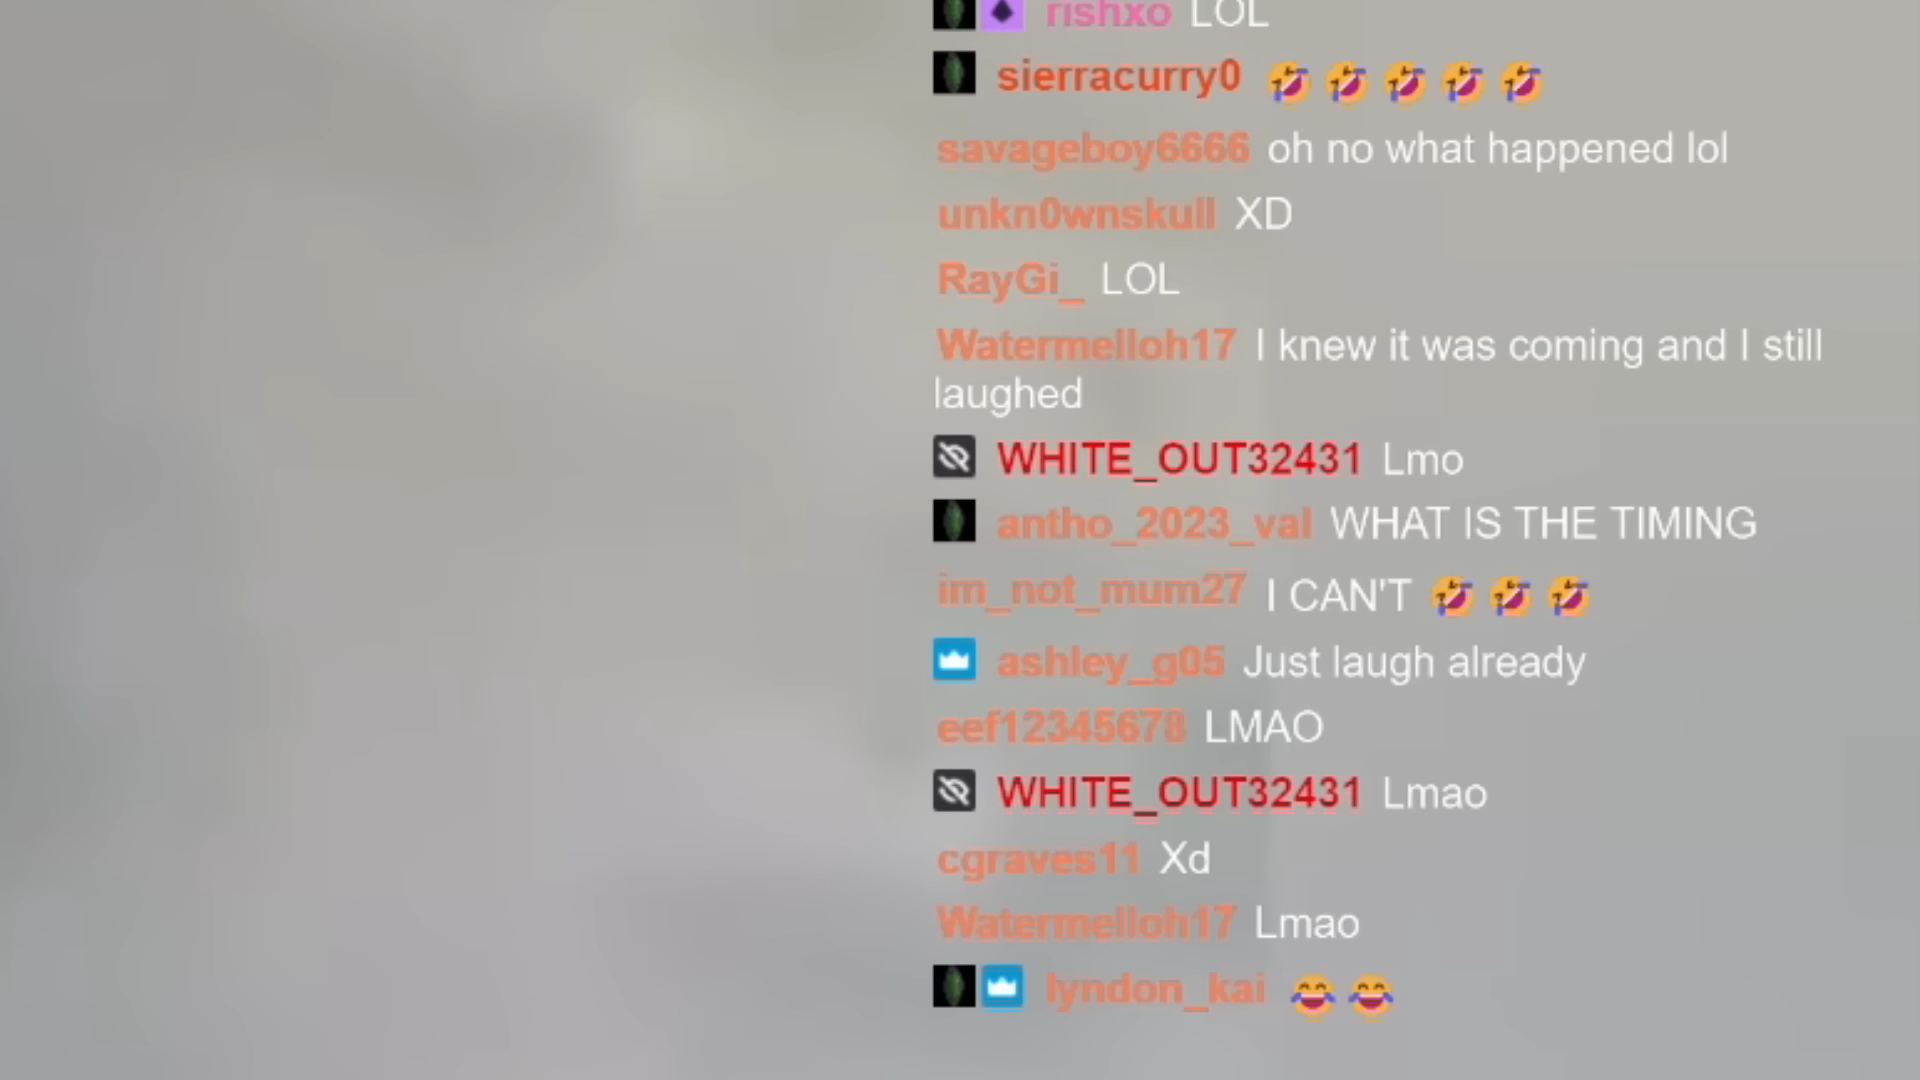 rishxo LOL
sierracurry0 🤣 🤣 🤣 🤣 🤣
savageboy6666 oh no what happened lol
unkn0wnskull XD
RayGi_ LOL
Watermelloh17 I knew it was coming and I still
laughed
WHITE_OUT32431 Lmo
antho_2023_val WHAT IS THE TIMING
im_not_mum27 I CAN'T 🤣 🤣 🤣
ashley_g05 Just laugh already
eef12345678 LMAO
WHITE_OUT32431 Lmao
cgraves11 Xd
Watermelloh17 Lmao
lyndon_kai 😂 😂